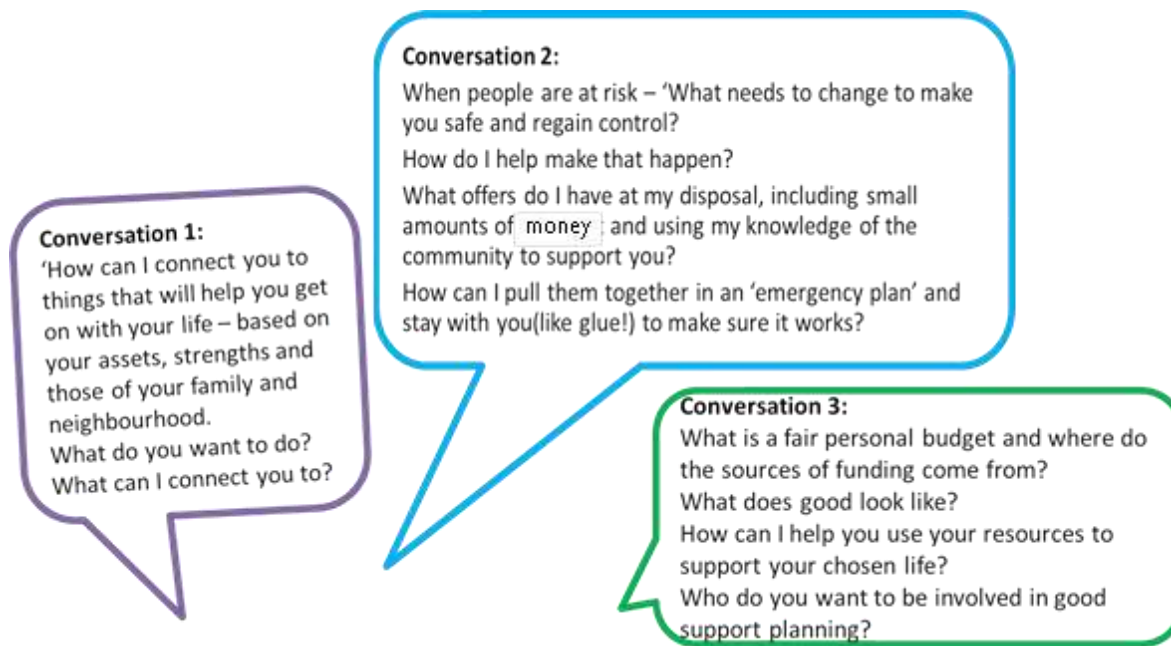 Conversation 1:
‘How can I connect you to
things that will help you get
on with your life – based on
your assets, strengths and
those of your family and
neighbourhood.
What do you want to do?
What can I connect you to?
Conversation 2:
When people are at risk – ‘What needs to change to make
you safe and regain control?
How do I help make that happen?
What offers do I have at my disposal, including small
amounts of money and using my knowledge of the
community to support you?
How can I pull them together in an ‘emergency plan’ and
stay with you(like glue!) to make sure it works?
Conversation 3:
What is a fair personal budget and where do
the sources of funding come from?
What does good look like?
How can I help you use your resources to
support your chosen life?
Who do you want to be involved in good
support planning?